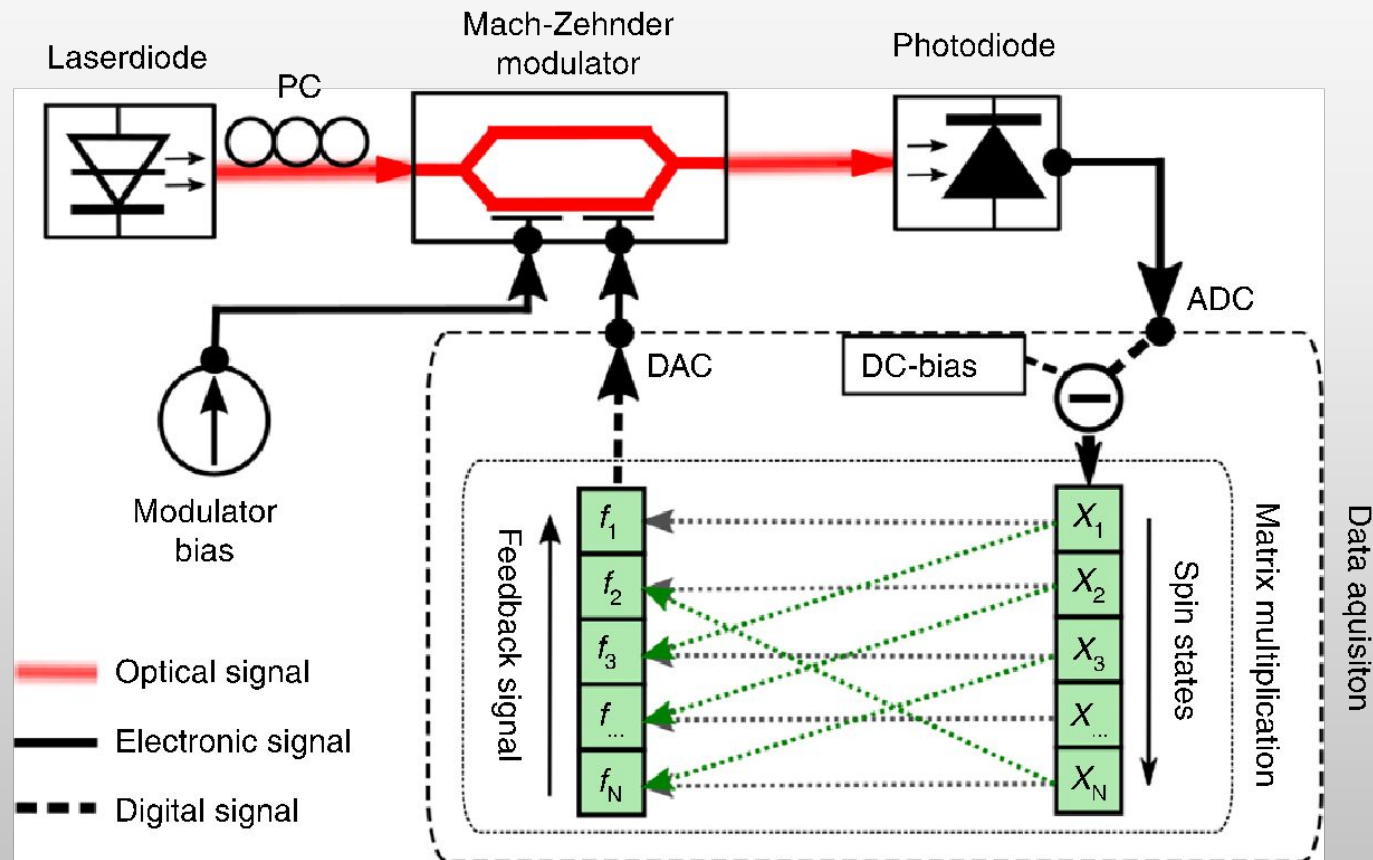 Laserdiode
PC
Mach-Zehnder
modulator
Photodiode
ADC
DAC
DC-bias
Modulator
bias
Feedback signal
f1
f2
f3
f...
fN
X1
X2
X3
X...
XN
Spin states
Matrix multiplication
Data aquisiton
Optical signal
Electronic signal
Digital signal